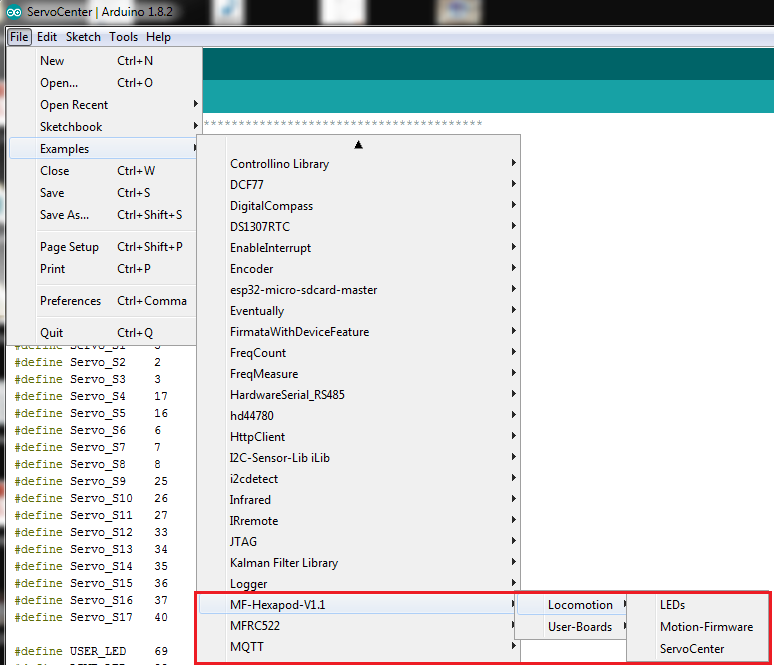 ServoCenter | Arduino 1.8.2
File Edit Sketch Tools Help
New Ctrl+N
Open... Ctrl+O
Open Recent
Sketchbook
Examples
Close Ctrl+W
Save Ctrl+S
Save As... Ctrl+Shift+S
Page Setup Ctrl+Shift+P
Print Ctrl+P
Preferences Ctrl+Comma
Quit Ctrl+Q
****************************************
Controllino Library
DCF77
DigitalCompass
DS1307RTC
EnableInterrupt
Encoder
esp32-micro-sdcard-master
Eventually
FirmataWithDeviceFeature
FreqCount
FreqMeasure
HardwareSerial_RS485
hd44780
HttpClient
I2C-Sensor-Lib iLib
i2cdetect
Infrared
IRremote
JTAG
Kalman Filter Library
Logger
MF-Hexapod-V1.1
MFRC522
MQTT
Locomotion
User-Boards
LEDs
Motion-Firmware
ServoCenter
#define Servo_S1
#define Servo_S2 2
#define Servo_S3 3
#define Servo_S4 17
#define Servo_S5 16
#define Servo_S6 6
#define Servo_S7 7
#define Servo_S8 8
#define Servo_S9 25
#define Servo_S10 26
#define Servo_S11 27
#define Servo_S12 33
#define Servo_S13 34
#define Servo_S14 35
#define Servo_S15 36
#define Servo_S16 37
#define Servo_S17 40
#define USER_LED 69